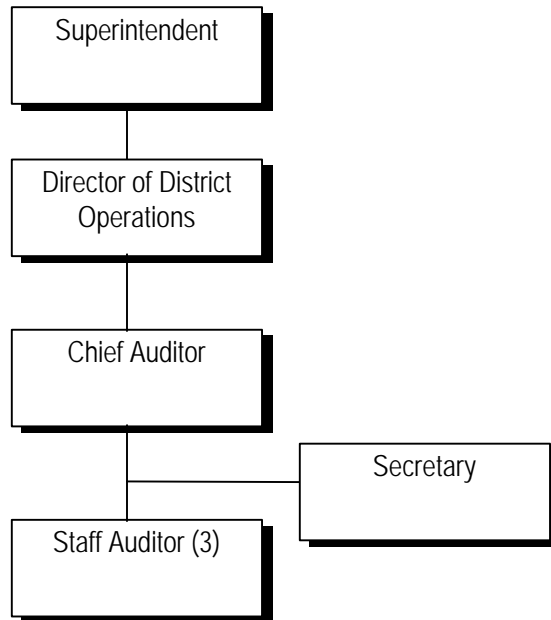 Superintendent
Director of District
Operations
Chief Auditor
Secretary
Staff Auditor (3)